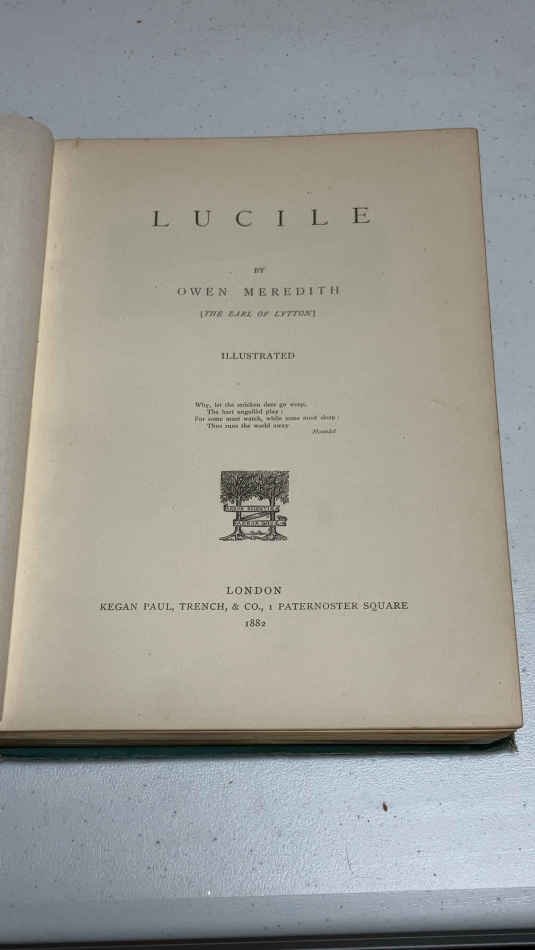 LUCILE
BY
OWEN MEREDITH
(THE EARL OF LYTTON)
ILLUSTRATED
Why, let the stricken deer go weep,
The hart ungallèd play:
For some must watch, while some must sleep:
Thus runs the world away
Hamlet
LONDON
KEGAN PAUL, TRENCH, & CO., 1 PATERNOSTER SQUARE
1882